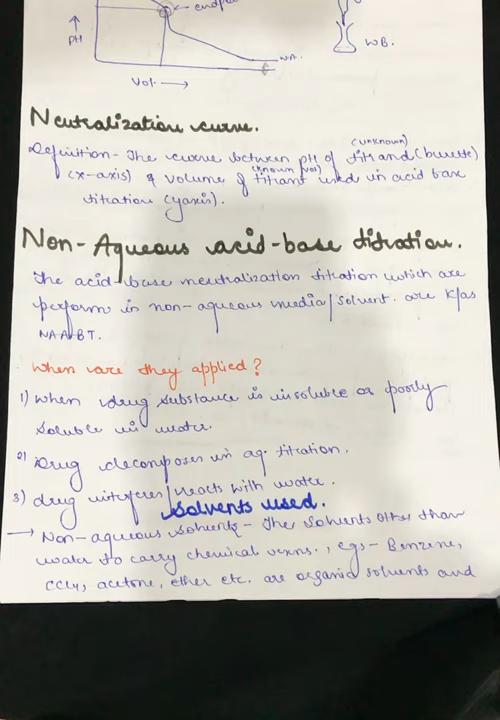 endpo
↑
pH
WA.
Vol. →
WB.
Neutralization curve.
(unknown)
Definition - The curve between pH of titrand (burette)
(known vol)
(x-axis) & volume of titrant used in acid base
titration (yaxis).
Non-Aqueous acid-base titration.
The acid-base neutralization titration which are
perform in non-aqueous media/solvent. are K/as
NAABT.
When are they applied?
1) When drug substance is insoluble or poorly
soluble in water.
2) Drug decomposes in aq. titration.
3) drug interferes/reacts with water.
Solvents used.
→ Non-aqueous solvents - The solvents other than
water to carry chemical rexns., egs - Benzene,
CCl4, acetone, ether etc. are organic solvents and